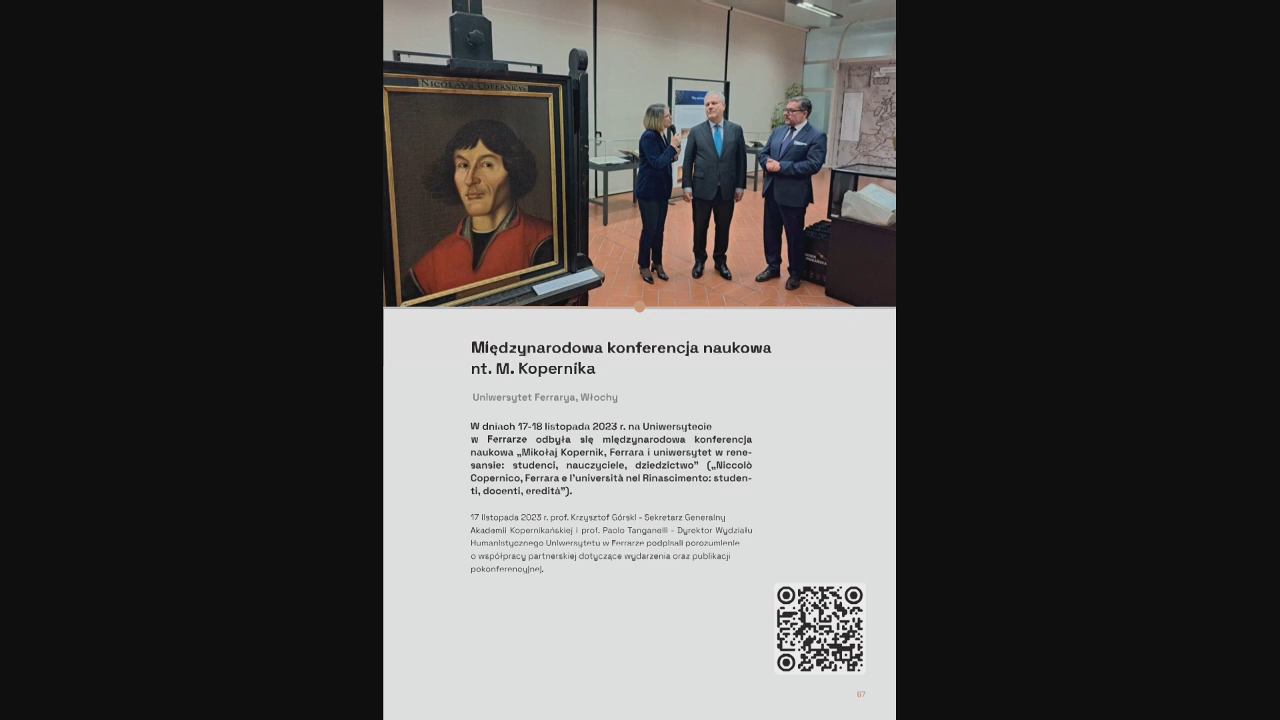 NICOLAVS COPERNICVS
Międzynarodowa konferencja naukowa
nt. M. Kopernika
Uniwersytet Ferrarya, Włochy
W dniach 17-18 listopada 2023 r. na Uniwersytecie
w Ferrarze odbyła się międzynarodowa konferencja
naukowa „Mikołaj Kopernik, Ferrara i uniwersytet w rene-
sansie: studenci, nauczyciele, dziedzictwo” („Niccolò
Copernico, Ferrara e l’università nel Rinascimento: studen-
ti, docenti, eredità”).
17 listopada 2023 r. prof. Krzysztof Górski - Sekretarz Generalny
Akademii Kopernikańskiej i prof. Paolo Tanganelli - Dyrektor Wydziału
Humanistycznego Uniwersytetu w Ferrarze podpisali porozumienie
o współpracy partnerskiej dotyczące wydarzenia oraz publikacji
pokonferencyjnej.
67